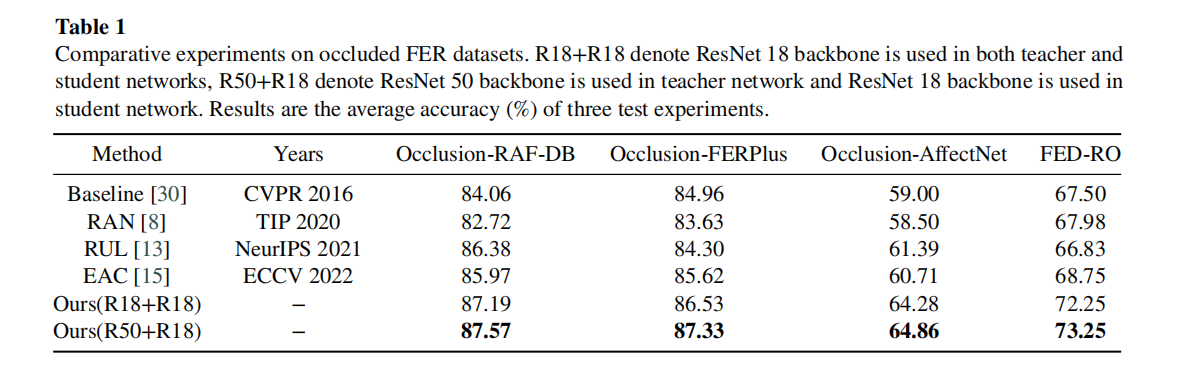 Table 1
Comparative experiments on occluded FER datasets. R18+R18 denote ResNet 18 backbone is used in both teacher and
student networks, R50+R18 denote ResNet 50 backbone is used in teacher network and ResNet 18 backbone is used in
student network. Results are the average accuracy (%) of three test experiments.
Method Years Occlusion-RAF-DB Occlusion-FERPlus Occlusion-AffectNet FED-RO
Baseline [30] CVPR 2016 84.06 84.96 59.00 67.50
RAN [8] TIP 2020 82.72 83.63 58.50 67.98
RUL [13] NeurIPS 2021 86.38 84.30 61.39 66.83
EAC [15] ECCV 2022 85.97 85.62 60.71 68.75
Ours(R18+R18) – 87.19 86.53 64.28 72.25
Ours(R50+R18) – 87.57 87.33 64.86 73.25